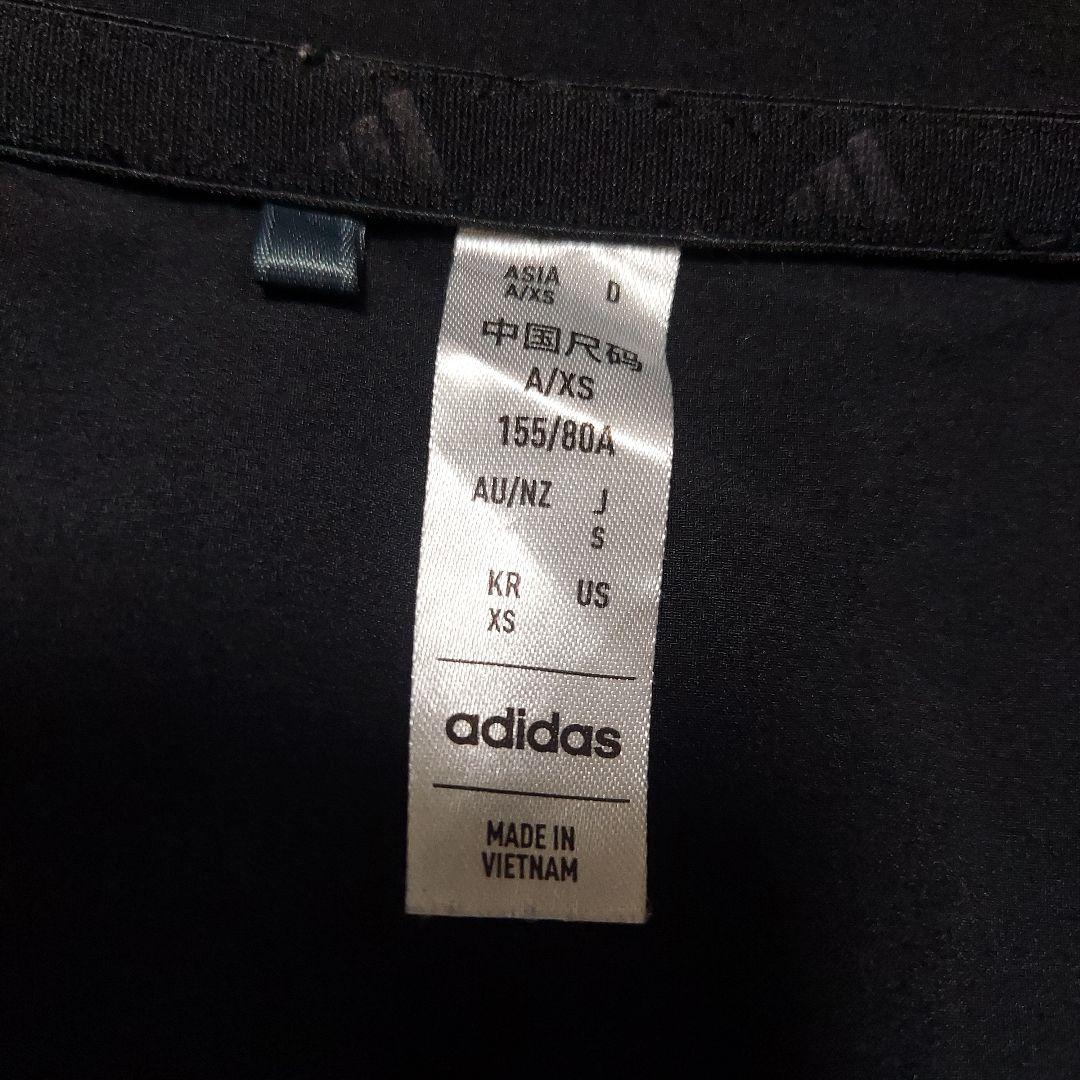 ASIA D
A/XS
中国尺码
A/XS
155/80A
AU/NZ J
S
KR US
XS
adidas
MADE IN
VIETNAM